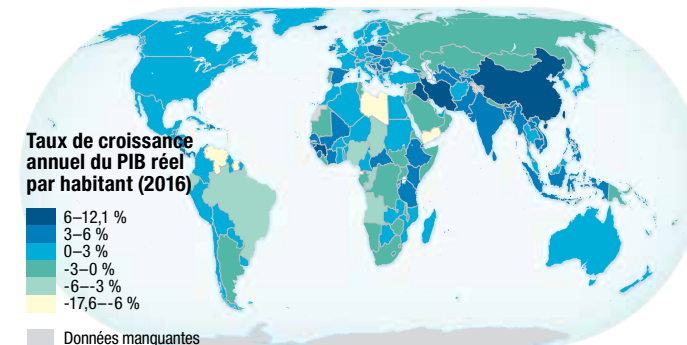 Taux de croissance
annuel du PIB réel
par habitant (2016)
6–12,1 %
3–6 %
0–3 %
-3–0 %
-6–-3 %
-17,6–-6 %
Données manquantes